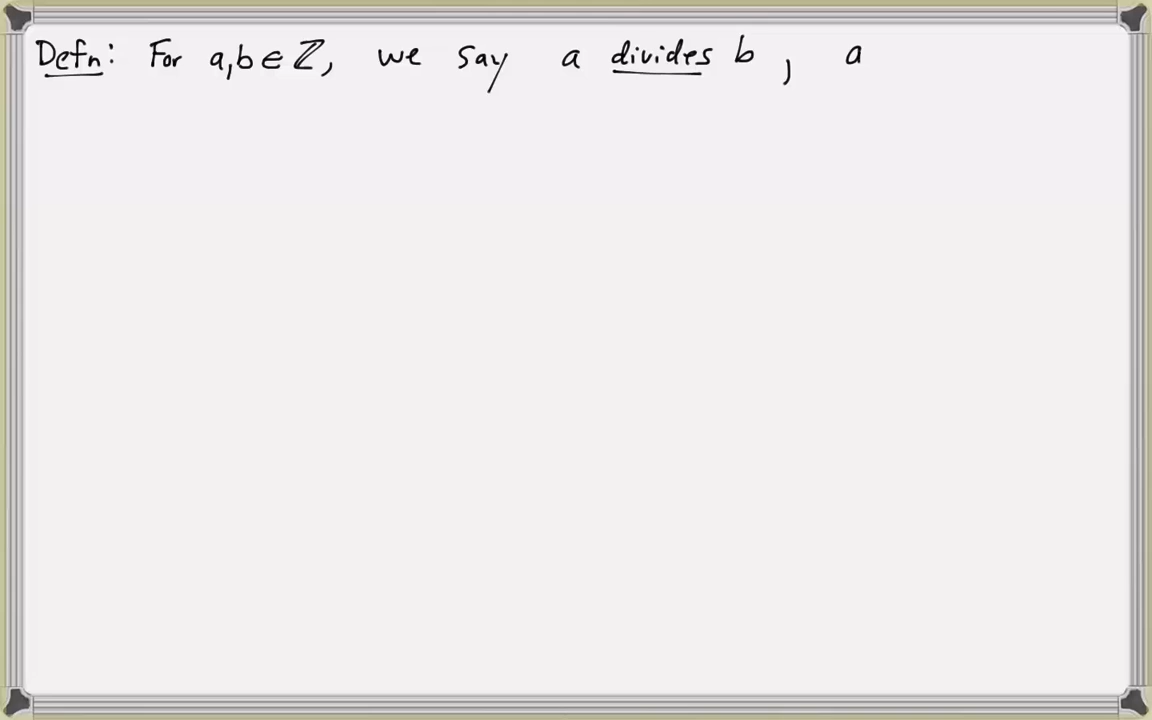 Defn: For a,b ∈ ℤ, we say a divides b , a